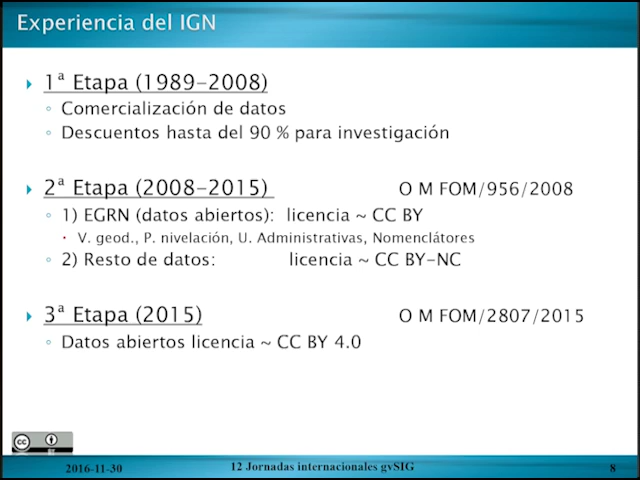 Experiencia del IGN
1ª Etapa (1989-2008)
Comercialización de datos
Descuentos hasta del 90 % para investigación
2ª Etapa (2008-2015) O M FOM/956/2008
1) EGRN (datos abiertos): licencia ~ CC BY
V. geod., P. nivelación, U. Administrativas, Nomenclátores
2) Resto de datos: licencia ~ CC BY-NC
3ª Etapa (2015) O M FOM/2807/2015
Datos abiertos licencia ~ CC BY 4.0
cc
2016-11-30 12 Jornadas internacionales gvSIG 8